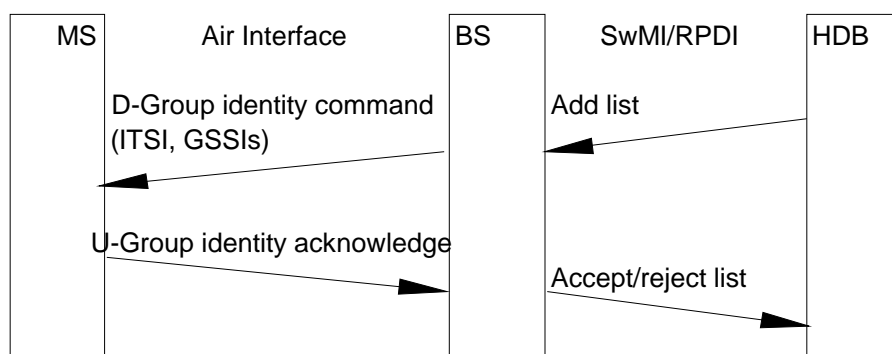 MS Air Interface BS SwMI/RPDI HDB
D-Group identity command
(ITSI, GSSIs)
Add list
U-Group identity acknowledge
Accept/reject list